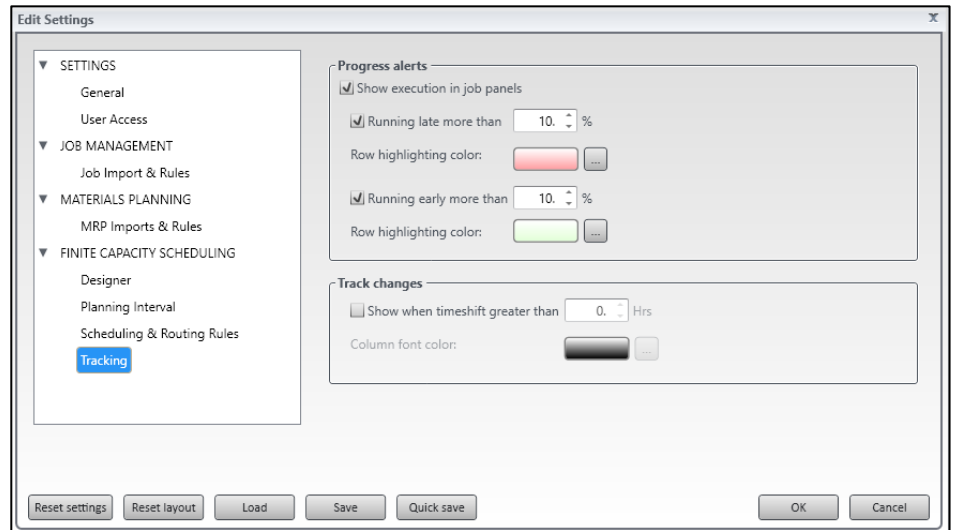 Edit Settings
x
SETTINGS
General
User Access
JOB MANAGEMENT
Job Import & Rules
MATERIALS PLANNING
MRP Imports & Rules
FINITE CAPACITY SCHEDULING
Designer
Planning Interval
Scheduling & Routing Rules
Tracking
Progress alerts
Show execution in job panels
Running late more than 10. %
Row highlighting color: ...
Running early more than 10. %
Row highlighting color: ...
Track changes
Show when timeshift greater than 0. Hrs
Column font color: ...
Reset settings Reset layout Load Save Quick save OK Cancel